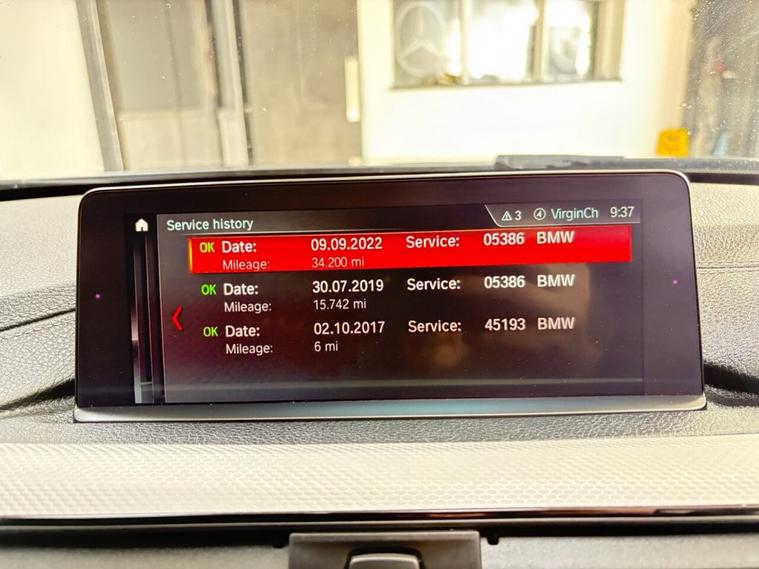 Service history
3 VirginCh 9:37
OK Date: 09.09.2022 Service: 05386 BMW
Mileage: 34.200 mi
OK Date: 30.07.2019 Service: 05386 BMW
Mileage: 15.742 mi
OK Date: 02.10.2017 Service: 45193 BMW
Mileage: 6 mi